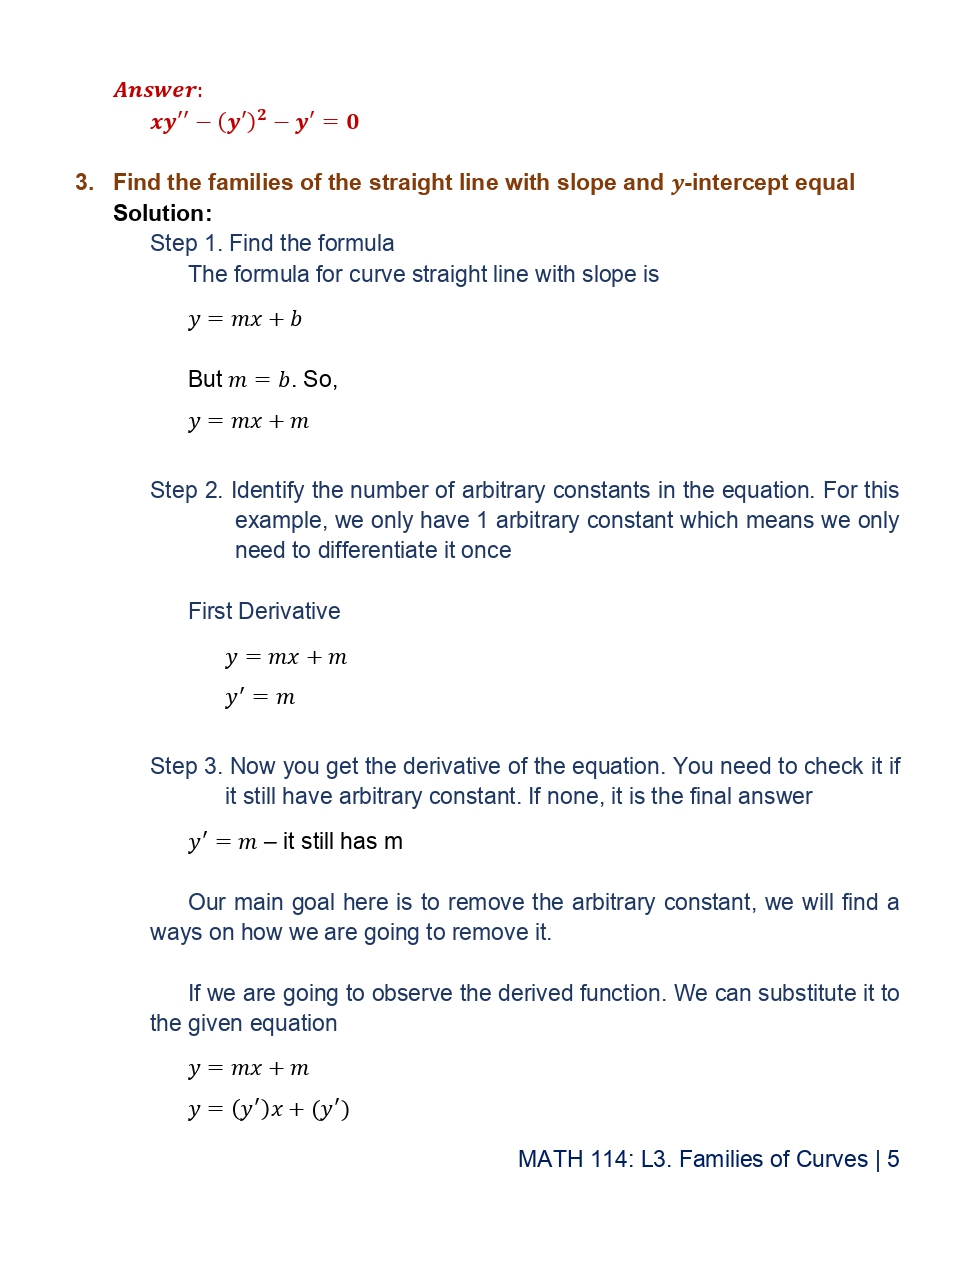 Answer:
xy′′ − (y′)² − y′ = 0
3. Find the families of the straight line with slope and y-intercept equal
Solution:
Step 1. Find the formula
The formula for curve straight line with slope is
y = mx + b
But m = b. So,
y = mx + m
Step 2. Identify the number of arbitrary constants in the equation. For this
example, we only have 1 arbitrary constant which means we only
need to differentiate it once
First Derivative
y = mx + m
y′ = m
Step 3. Now you get the derivative of the equation. You need to check it if
it still have arbitrary constant. If none, it is the final answer
y′ = m – it still has m
Our main goal here is to remove the arbitrary constant, we will find a
ways on how we are going to remove it.
If we are going to observe the derived function. We can substitute it to
the given equation
y = mx + m
y = (y′)x + (y′)
MATH 114: L3. Families of Curves | 5